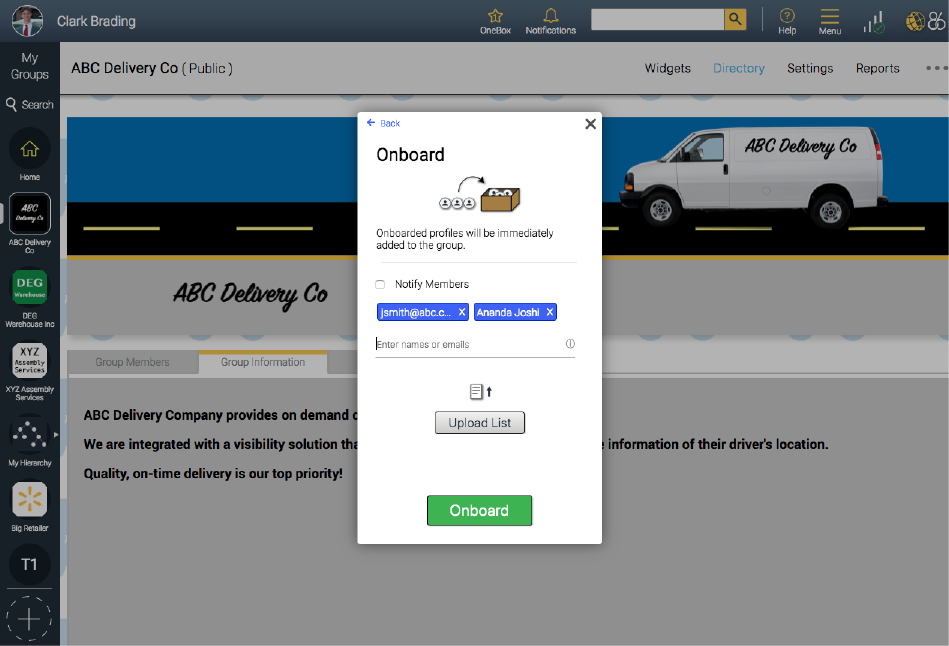 Clark Brading
OneBox
Notifications
Help
Menu
86
My
Groups
Search
Home
ABC
Delivery Co
ABC Delivery
Co
DEG
Warehouse
DEG
Warehouse Inc
XYZ
Assembly
Services
XYZ Assembly
Services
My Hierarchy
Big Retailer
T1
ABC Delivery Co ( Public )
Widgets
Directory
Settings
Reports
ABC Delivery Co
ABC Delivery Co
Group Members
Group Information
ABC Delivery Company provides on demand
We are integrated with a visibility solution tha
information of their driver's location.
Quality, on-time delivery is our top priority!
Back
Onboard
Onboarded profiles will be immediately
added to the group.
Notify Members
jsmith@abc.c... X
Ananda Joshi X
Enter names or emails
Upload List
Onboard